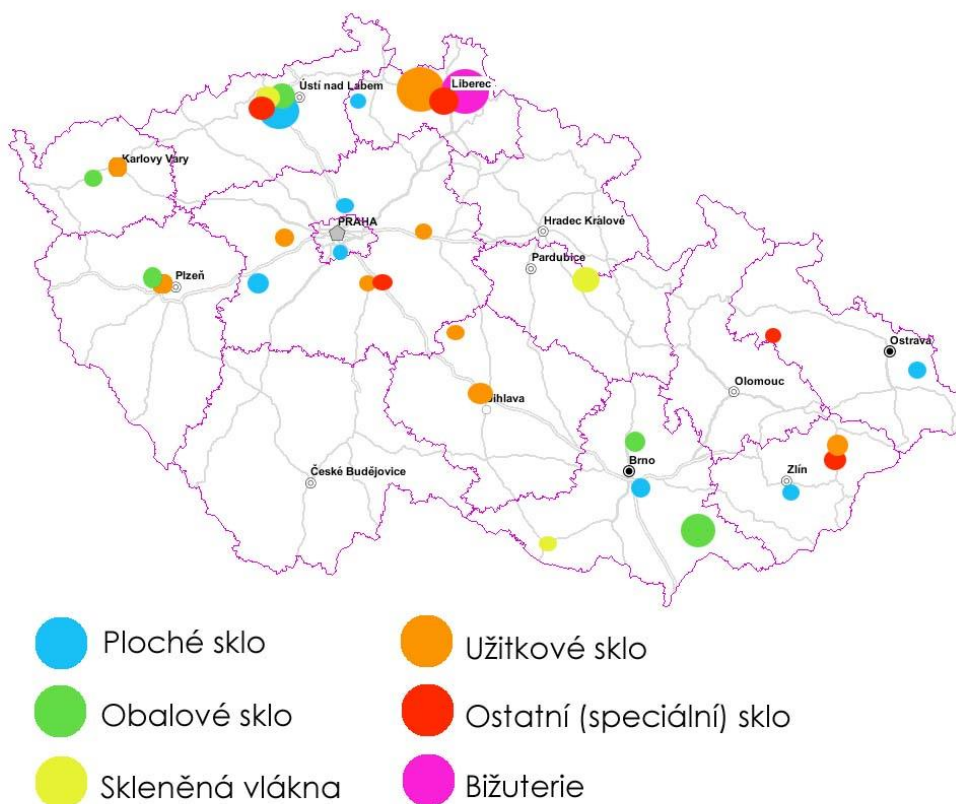 Ústí nad Labem
Liberec
Karlovy Vary
PRAHA
Hradec Králové
Pardubice
Plzeň
Ostrava
Olomouc
Jihlava
Brno
Zlín
České Budějovice
Ploché sklo
Užitkové sklo
Obalové sklo
Ostatní (speciální) sklo
Skleněná vlákna
Bižuterie